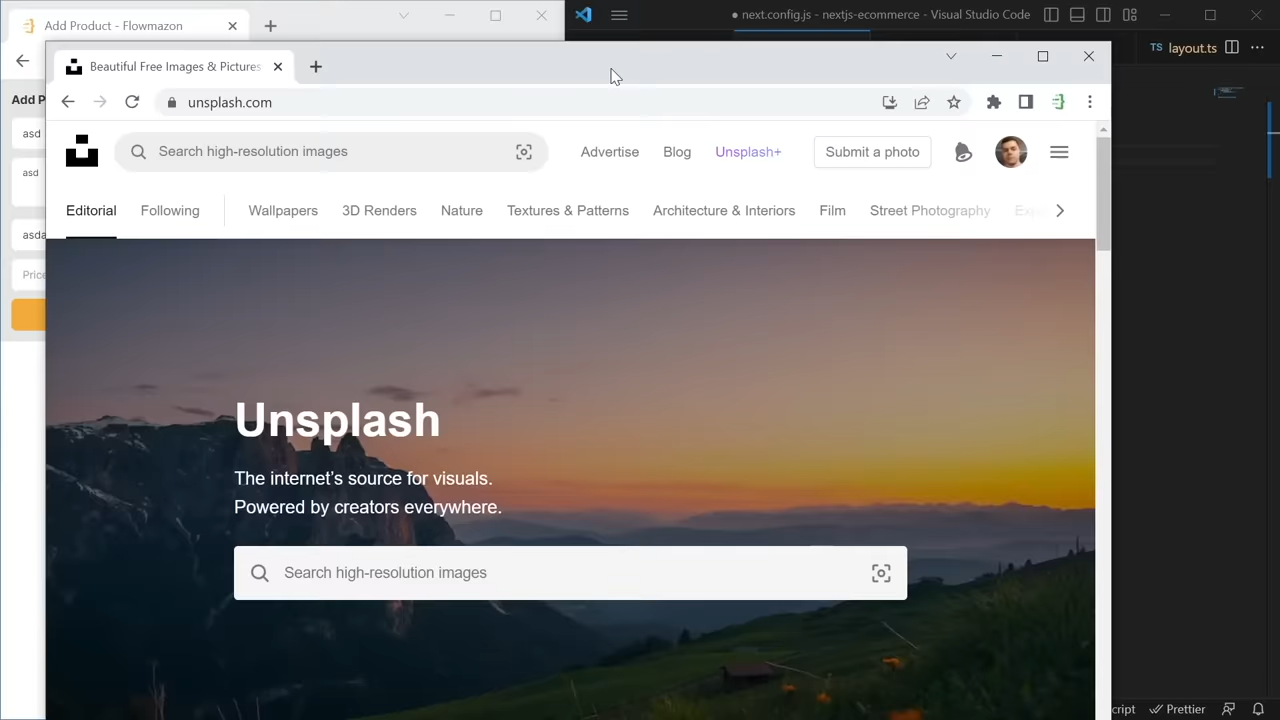 Add Product - Flowmazon
● next.config.js - nextjs-ecommerce - Visual Studio Code
TS layout.ts
Beautiful Free Images & Pictures
unsplash.com
Add P
asd
asd
asda
Price
Search high-resolution images
Advertise
Blog
Unsplash+
Submit a photo
Editorial
Following
Wallpapers
3D Renders
Nature
Textures & Patterns
Architecture & Interiors
Film
Street Photography
Unsplash
The internet’s source for visuals.
Powered by creators everywhere.
Search high-resolution images
cript
Prettier